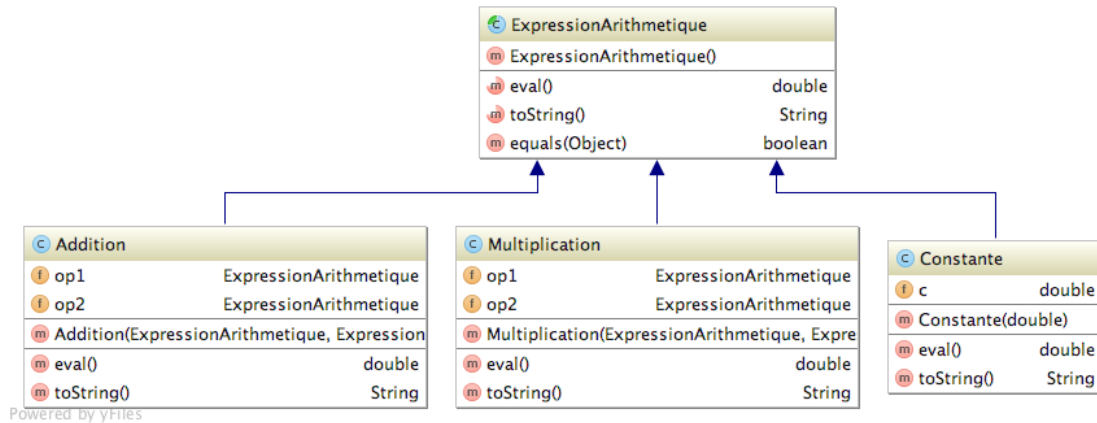 ExpressionArithmetique
ExpressionArithmetique()
eval() double
toString() String
equals(Object) boolean
Addition
op1 ExpressionArithmetique
op2 ExpressionArithmetique
Addition(ExpressionArithmetique, Expression
eval() double
toString() String
Multiplication
op1 ExpressionArithmetique
op2 ExpressionArithmetique
Multiplication(ExpressionArithmetique, Expre
eval() double
toString() String
Constante
c double
Constante(double)
eval() double
toString() String
Powered by yFiles